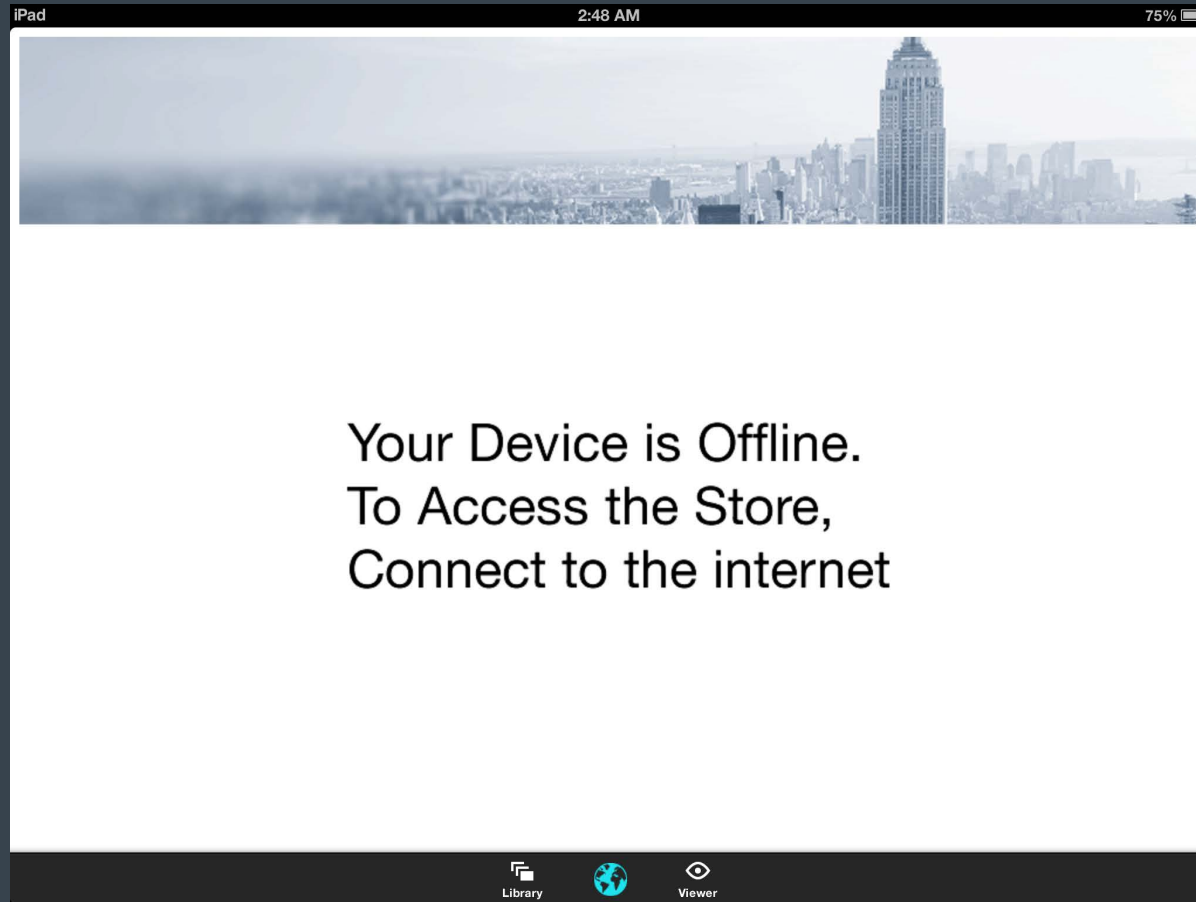 iPad 2:48 AM 75%
Your Device is Offline.
To Access the Store,
Connect to the internet
Library Viewer